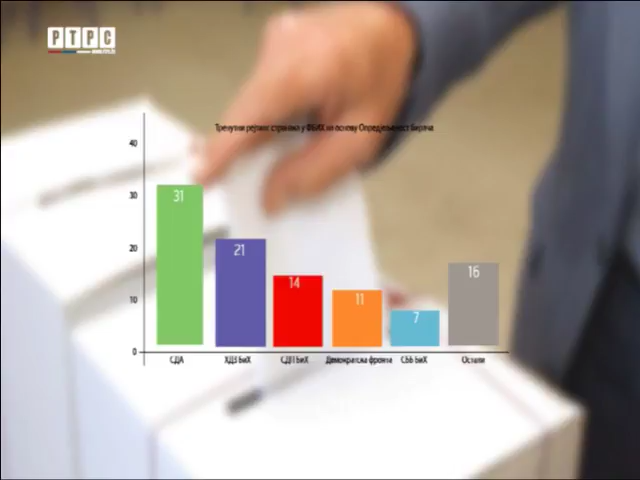 РТРС
Тренутни рејтинг странака у ФБИХ на основу Опредјељеност бирача
40
30
20
10
0
31
21
14
11
7
16
СДА
ХДЗ БиХ
СДП БиХ
Демократска фронта
СББ БиХ
Остали